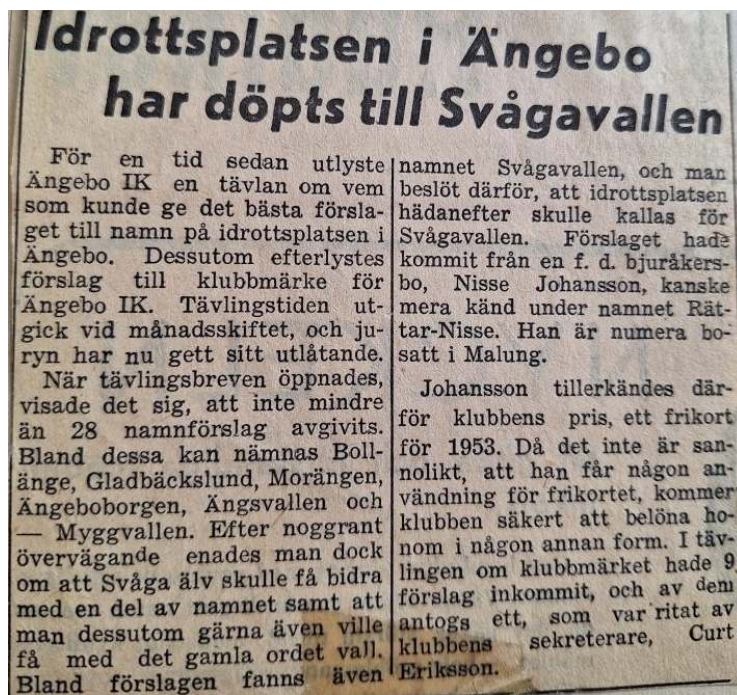 Idrottsplatsen i Ängebo
har döpts till Svågavallen
För en tid sedan utlyste
Ängebo IK en tävlan om vem
som kunde ge det bästa försla-
get till namn på idrottsplatsen i
Ängebo. Dessutom efterlystes
förslag till klubbmärke för
Ängebo IK. Tävlingstiden ut-
gick vid månadsskiftet, och ju-
ryn har nu gett sitt utlåtande.
När tävlingsbreven öppnades,
visade det sig, att inte mindre
än 28 namnförslag avgivits.
Bland dessa kan nämnas Boll-
änge, Gladbäckslund, Morängen,
Ängeboborgen, Ängsvallen och
— Myggvallen. Efter noggrant
övervägande enades man dock
om att Svåga älv skulle få bidra
med en del av namnet samt att
man dessutom gärna även ville
få med det gamla ordet vall.
Bland förslagen fanns även
namnet Svågavallen, och man
beslöt därför, att idrottsplatsen
hädanefter skulle kallas för
Svågavallen. Förslaget hade
kommit från en f. d. bjuråkers-
bo, Nisse Johansson, kanske
mera känd under namnet Rät-
tar-Nisse. Han är numera bo-
satt i Malung.
Johansson tillerkändes där-
för klubbens pris, ett frikort
för 1953. Då det inte är san-
nolikt, att han får någon an-
vändning för frikortet, kommer
klubben säkert att belöna ho-
nom i någon annan form. I täv-
lingen om klubbmärket hade 9
förslag inkommit, och av dem
antogs ett, som var ritat av
klubbens sekreterare, Curt
Eriksson.